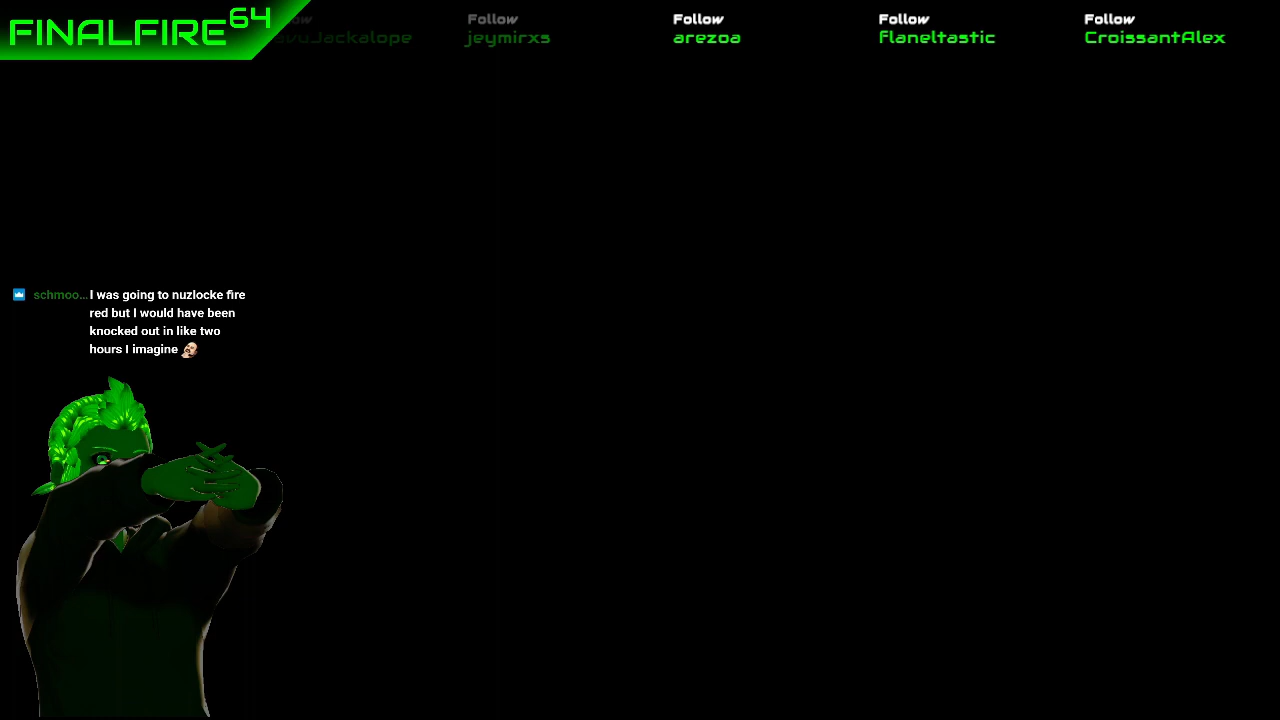 FINALFIRE64
Follow Follow Follow Follow
jeymirxs arezoa flaneltastic CroissantAlex
schmoo... I was going to nuzlocke fire
red but I would have been
knocked out in like two
hours I imagine